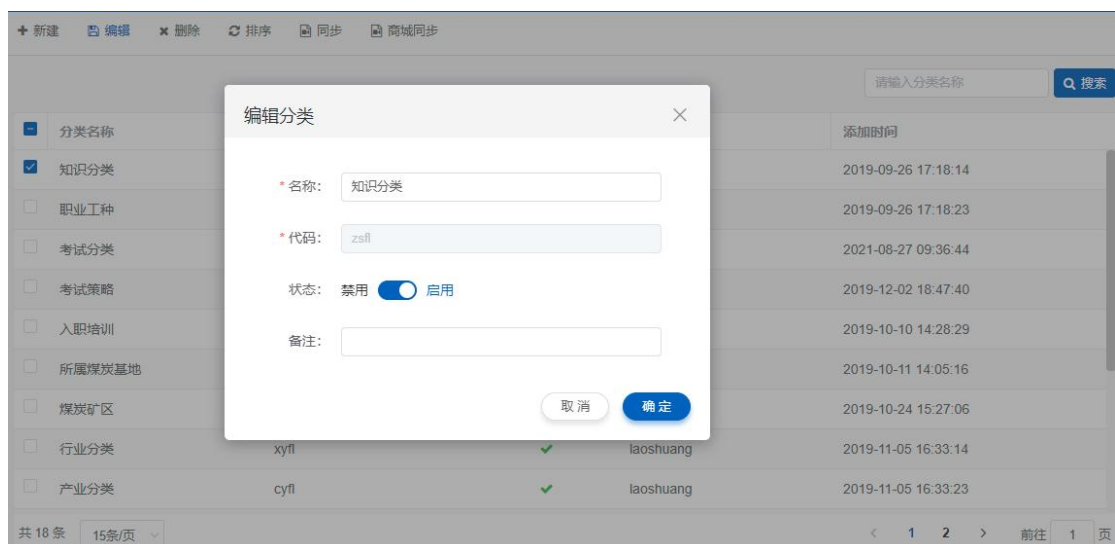 新建 编辑 删除 排序 同步 商城同步
请输入分类名称 搜索
编辑分类
分类名称 添加时间
知识分类 2019-09-26 17:18:14
*名称: 知识分类
职业工种 2019-09-26 17:18:23
*代码: zsfl
考试分类 2021-08-27 09:36:44
状态: 禁用 启用
考试策略 2019-12-02 18:47:40
入职培训 2019-10-10 14:28:29
备注:
所属煤炭基地 2019-10-11 14:05:16
取消 确定
煤炭矿区 2019-10-24 15:27:06
行业分类 xyfl laoshuang 2019-11-05 16:33:14
产业分类 cyfl laoshuang 2019-11-05 16:33:23
共 18 条 15条/页 < 1 2 > 前往 1 页